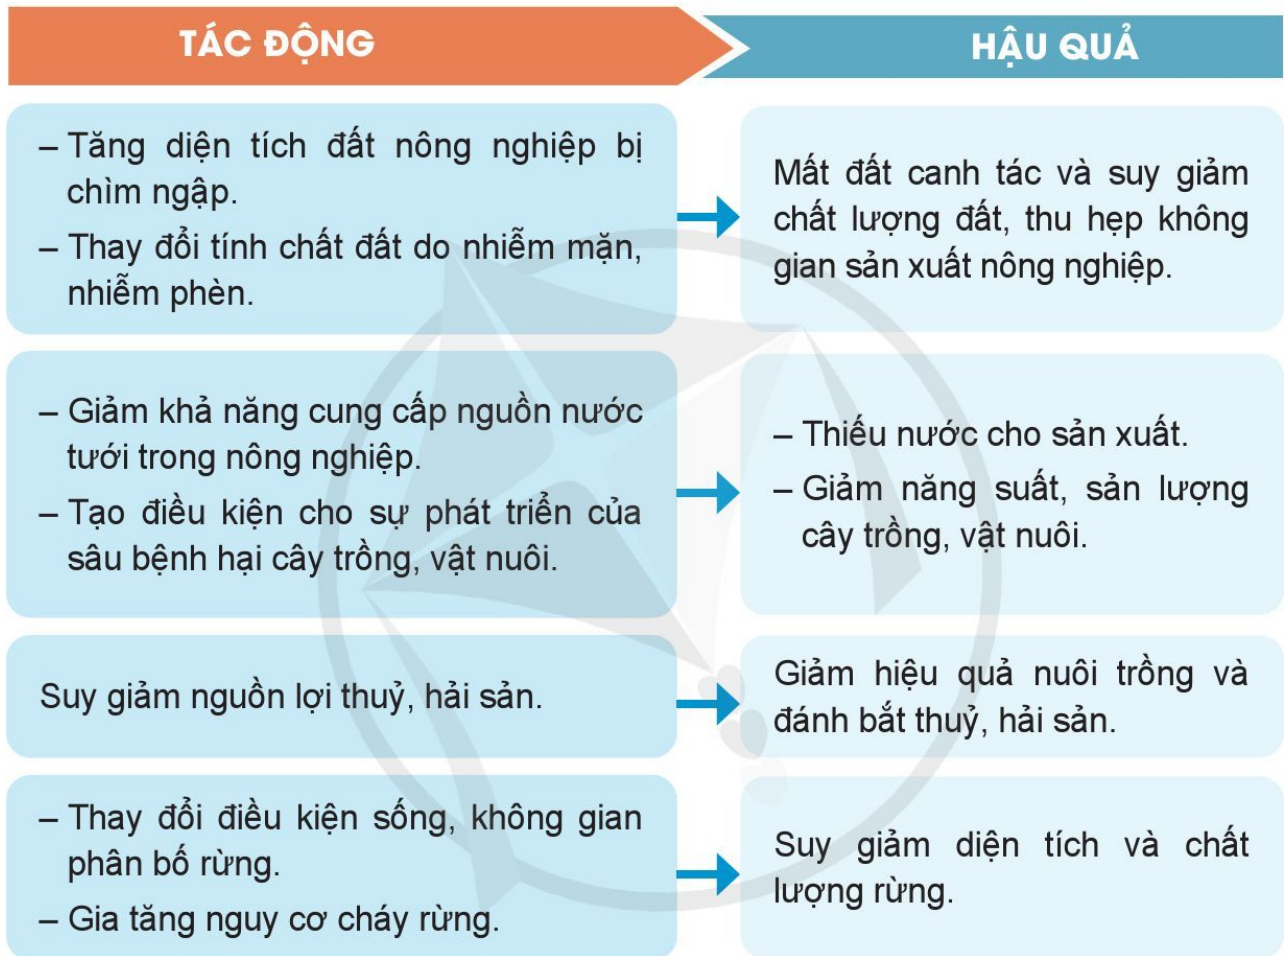 TÁC ĐỘNG
HẬU QUẢ
– Tăng diện tích đất nông nghiệp bị
chìm ngập.
– Thay đổi tính chất đất do nhiễm mặn,
nhiễm phèn.
Mất đất canh tác và suy giảm
chất lượng đất, thu hẹp không
gian sản xuất nông nghiệp.
– Giảm khả năng cung cấp nguồn nước
tưới trong nông nghiệp.
– Tạo điều kiện cho sự phát triển của
sâu bệnh hại cây trồng, vật nuôi.
– Thiếu nước cho sản xuất.
– Giảm năng suất, sản lượng
cây trồng, vật nuôi.
Suy giảm nguồn lợi thuỷ, hải sản.
Giảm hiệu quả nuôi trồng và
đánh bắt thuỷ, hải sản.
– Thay đổi điều kiện sống, không gian
phân bố rừng.
– Gia tăng nguy cơ cháy rừng.
Suy giảm diện tích và chất
lượng rừng.